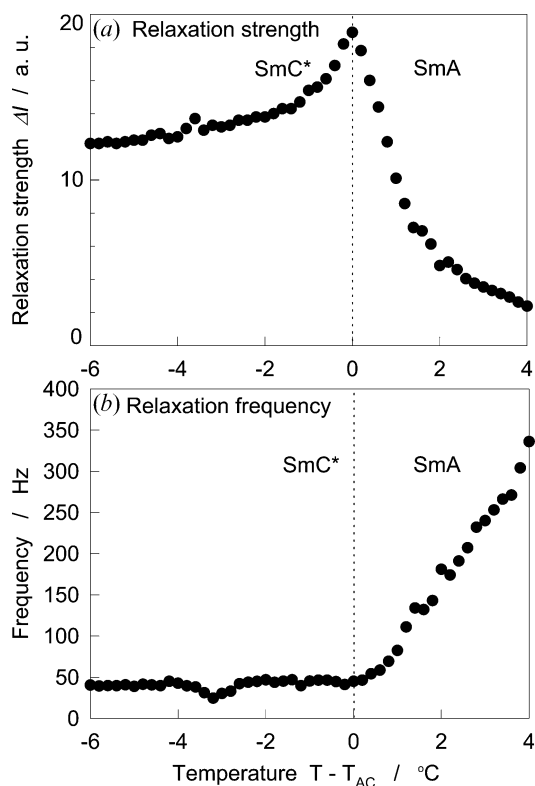 (a) Relaxation strength
SmC* SmA
Relaxation strength ΔI / a. u.
20
10
0
-6 -4 -2 0 2 4
(b) Relaxation frequency
SmC* SmA
Frequency / Hz
400
350
300
250
200
150
100
50
0
-6 -4 -2 0 2 4
Temperature T - TAC / °C